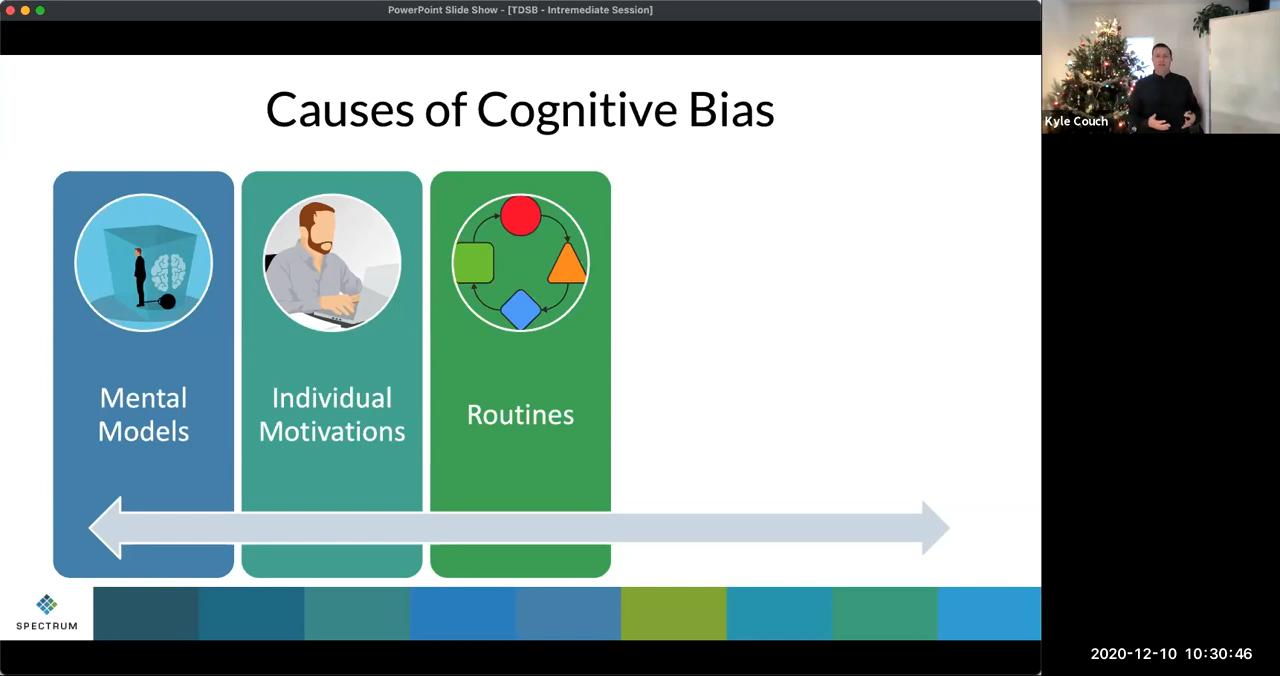 PowerPoint Slide Show - [TDSB - Intremediate Session]
Causes of Cognitive Bias
Mental
Models
Individual
Motivations
Routines
SPECTRUM
Kyle Couch
2020-12-10 10:30:46